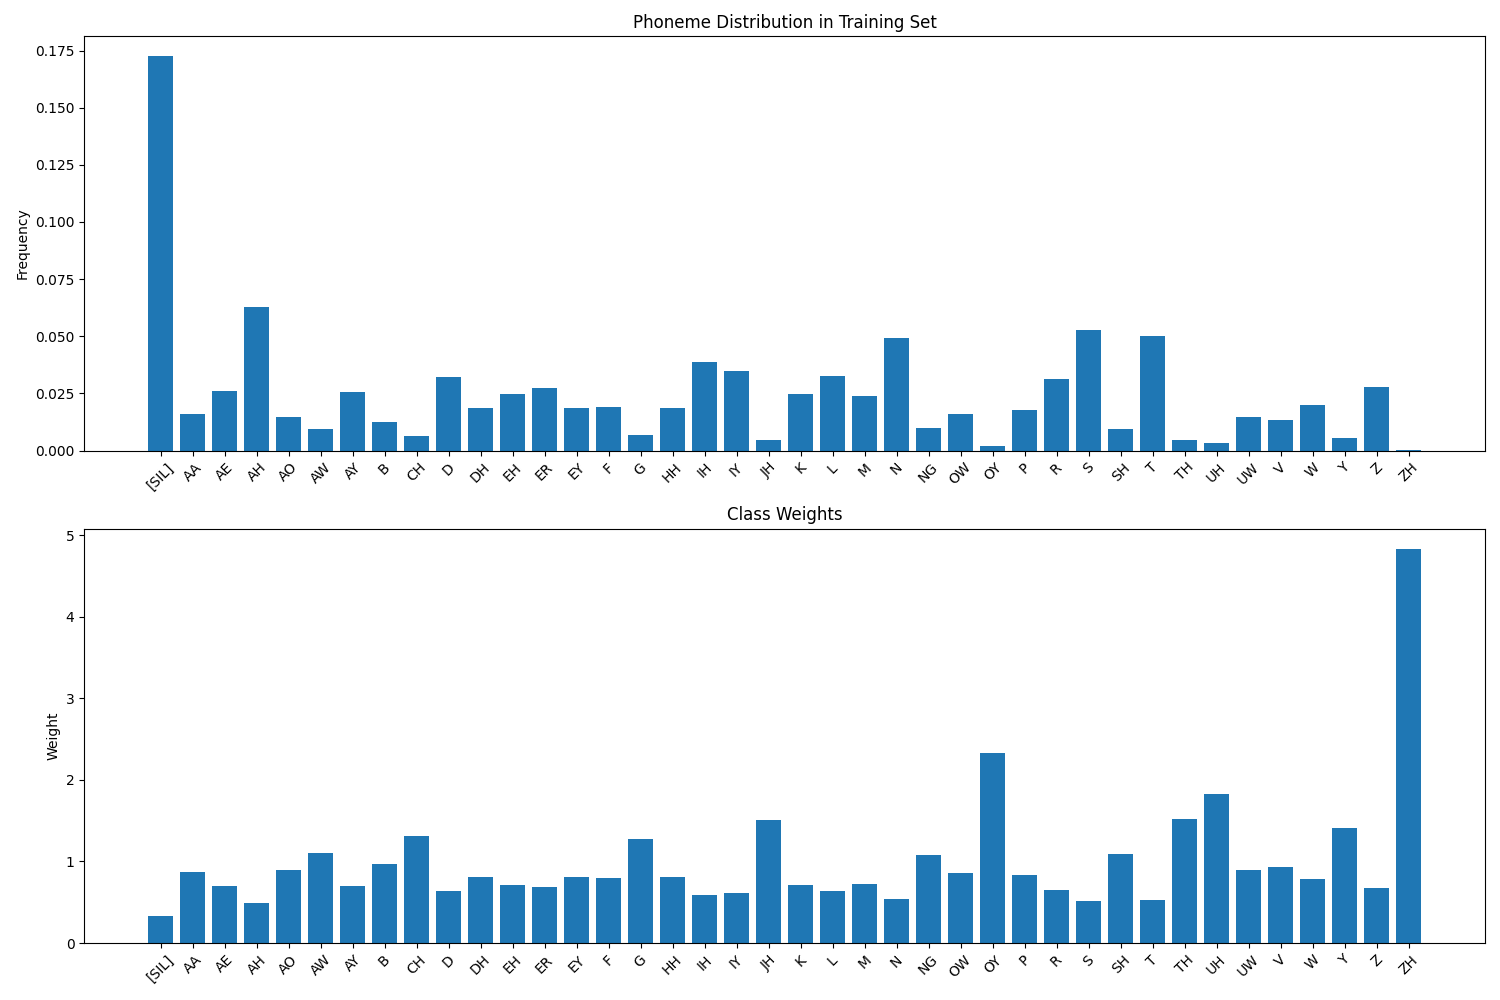 Phoneme Distribution in Training Set
0.175
0.150
0.125
0.100
0.075
0.050
0.025
0.000
Frequency
[SIL] AA AE AH AO AW AY B CH D DH EH ER EY F G HH IH IY JH K L M N NG OW OY P R S SH T TH UH UW V W Y Z ZH
Class Weights
5
4
3
2
1
0
Weight
[SIL] AA AE AH AO AW AY B CH D DH EH ER EY F G HH IH IY JH K L M N NG OW OY P R S SH T TH UH UW V W Y Z ZH